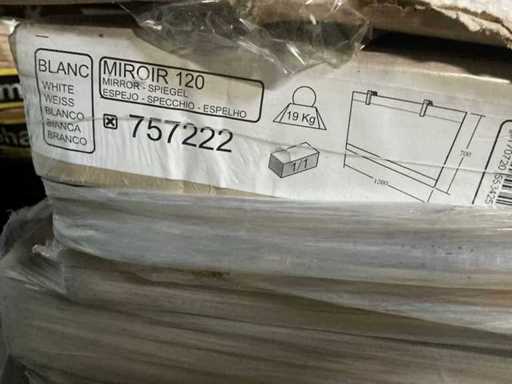 BLANC
WHITE
WEISS
BLANCO
BIANCA
BRANCO
MIROIR 120
MIRROR - SPIEGEL
ESPEJO - SPECCHIO - ESPELHO
757222
19 Kg
1/1
700
1200